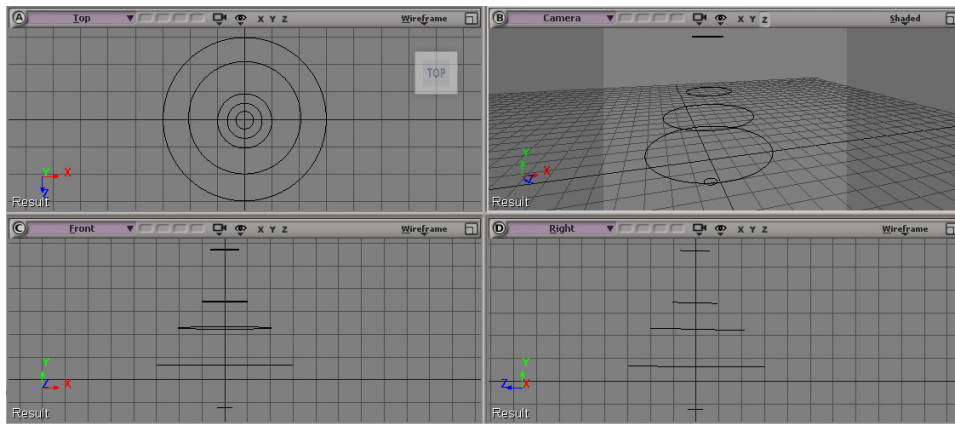 A Top X Y Z Wireframe
TOP
Y X Z
Result
B Camera X Y Z Shaded
Y X Z
Result
C Front X Y Z Wireframe
Y Z X
Result
D Right X Y Z Wireframe
Y Z X
Result